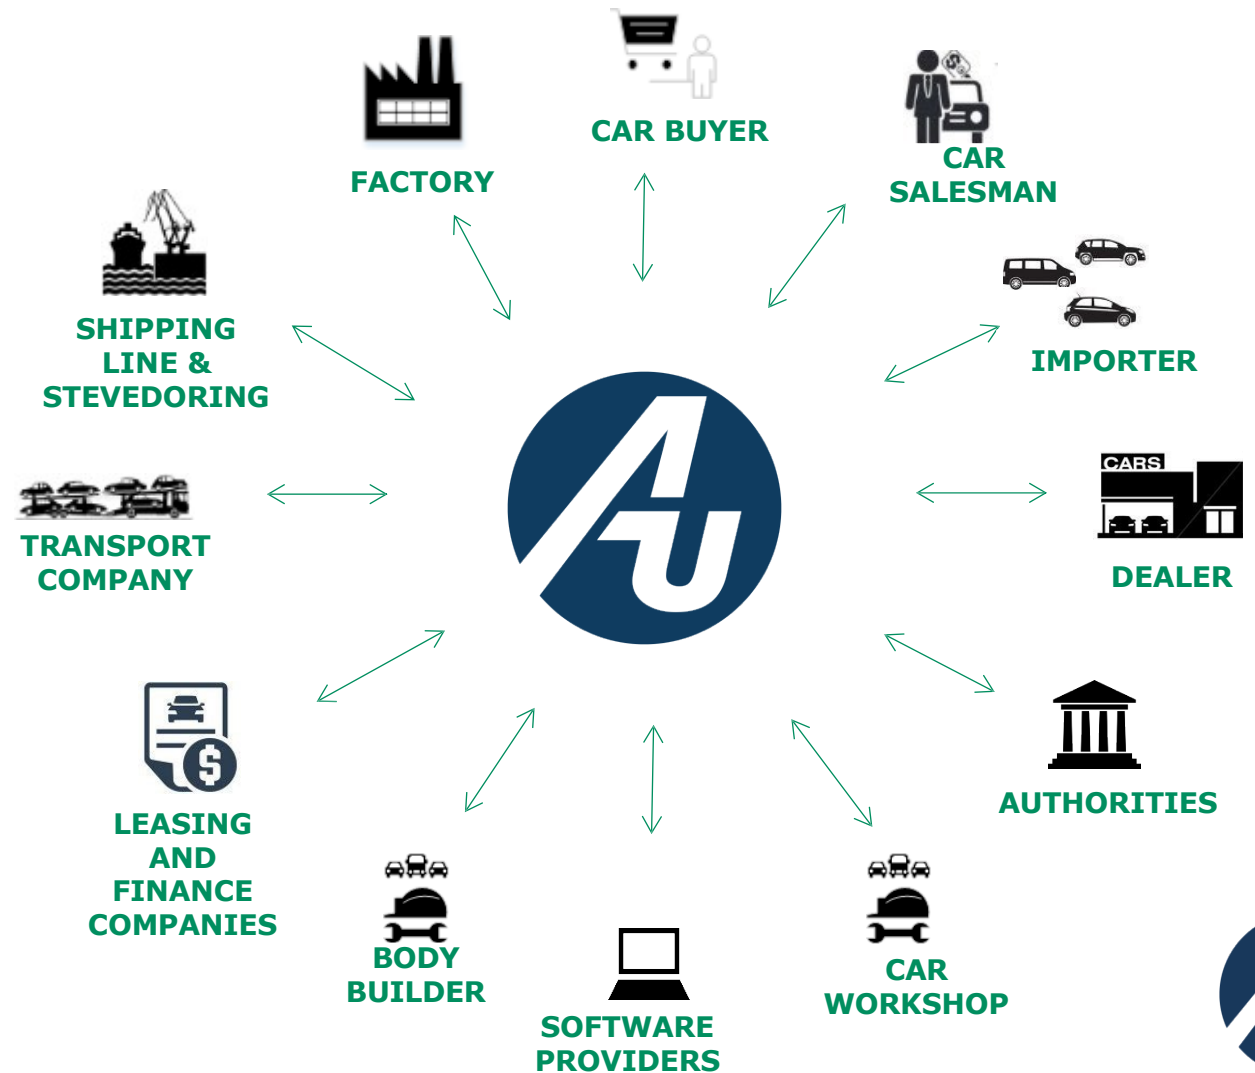 CAR BUYER
FACTORY
CAR
SALESMAN
SHIPPING
LINE &
STEVEDORING
IMPORTER
AU
CARS
TRANSPORT
COMPANY
DEALER
$
LEASING
AND
FINANCE
COMPANIES
AUTHORITIES
BODY
BUILDER
SOFTWARE
PROVIDERS
CAR
WORKSHOP